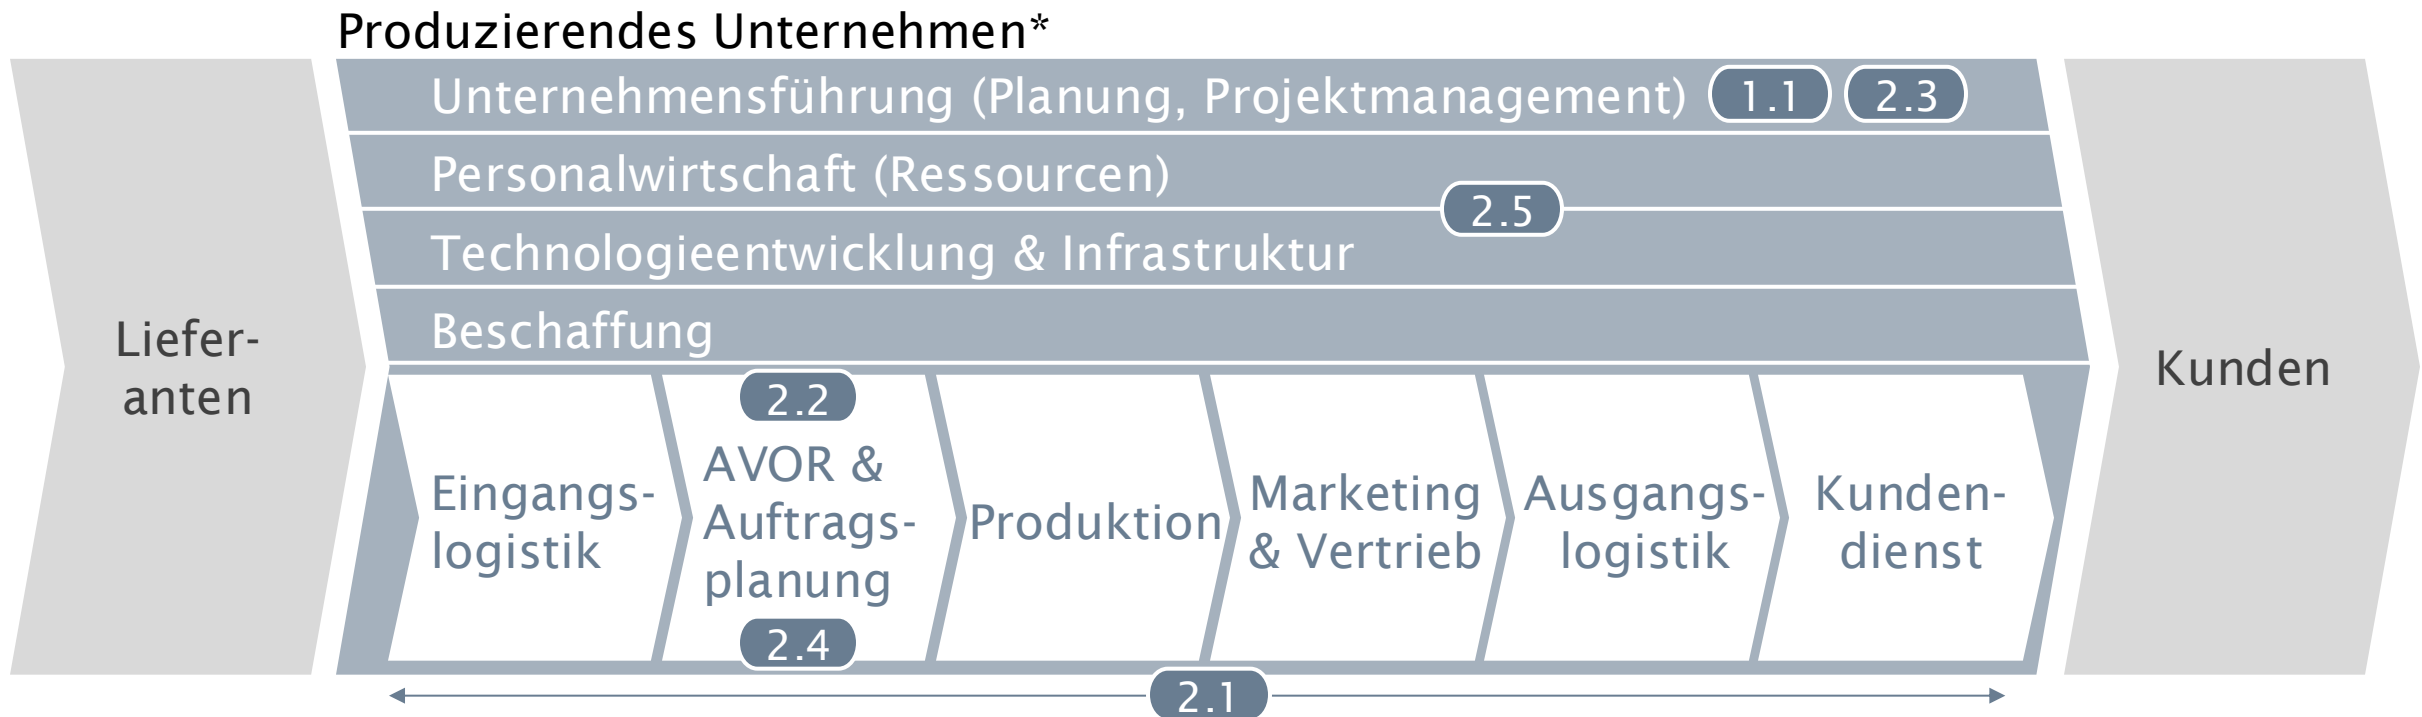 Produzierendes Unternehmen*
Unternehmensführung (Planung, Projektmanagement) 1.1 2.3
Personalwirtschaft (Ressourcen)
2.5
Technologieentwicklung & Infrastruktur
Beschaffung
Liefer-
anten
2.2
AVOR &
Auftrags-
planung
2.4
Eingangs-
logistik
Produktion
Marketing
& Vertrieb
Ausgangs-
logistik
Kunden-
dienst
2.1
Kunden